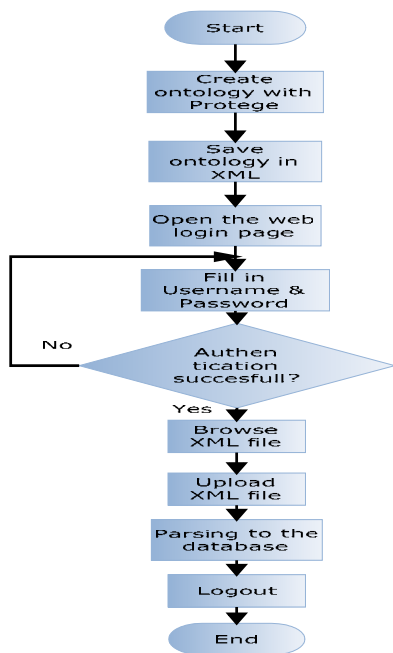 Start
Create
ontology with
Protege
Save
ontology in
XML
Open the web
login page
Fill in
Username &
Password
No
Authen
tication
succesfull?
Yes
Browse
XML file
Upload
XML file
Parsing to the
database
Logout
End